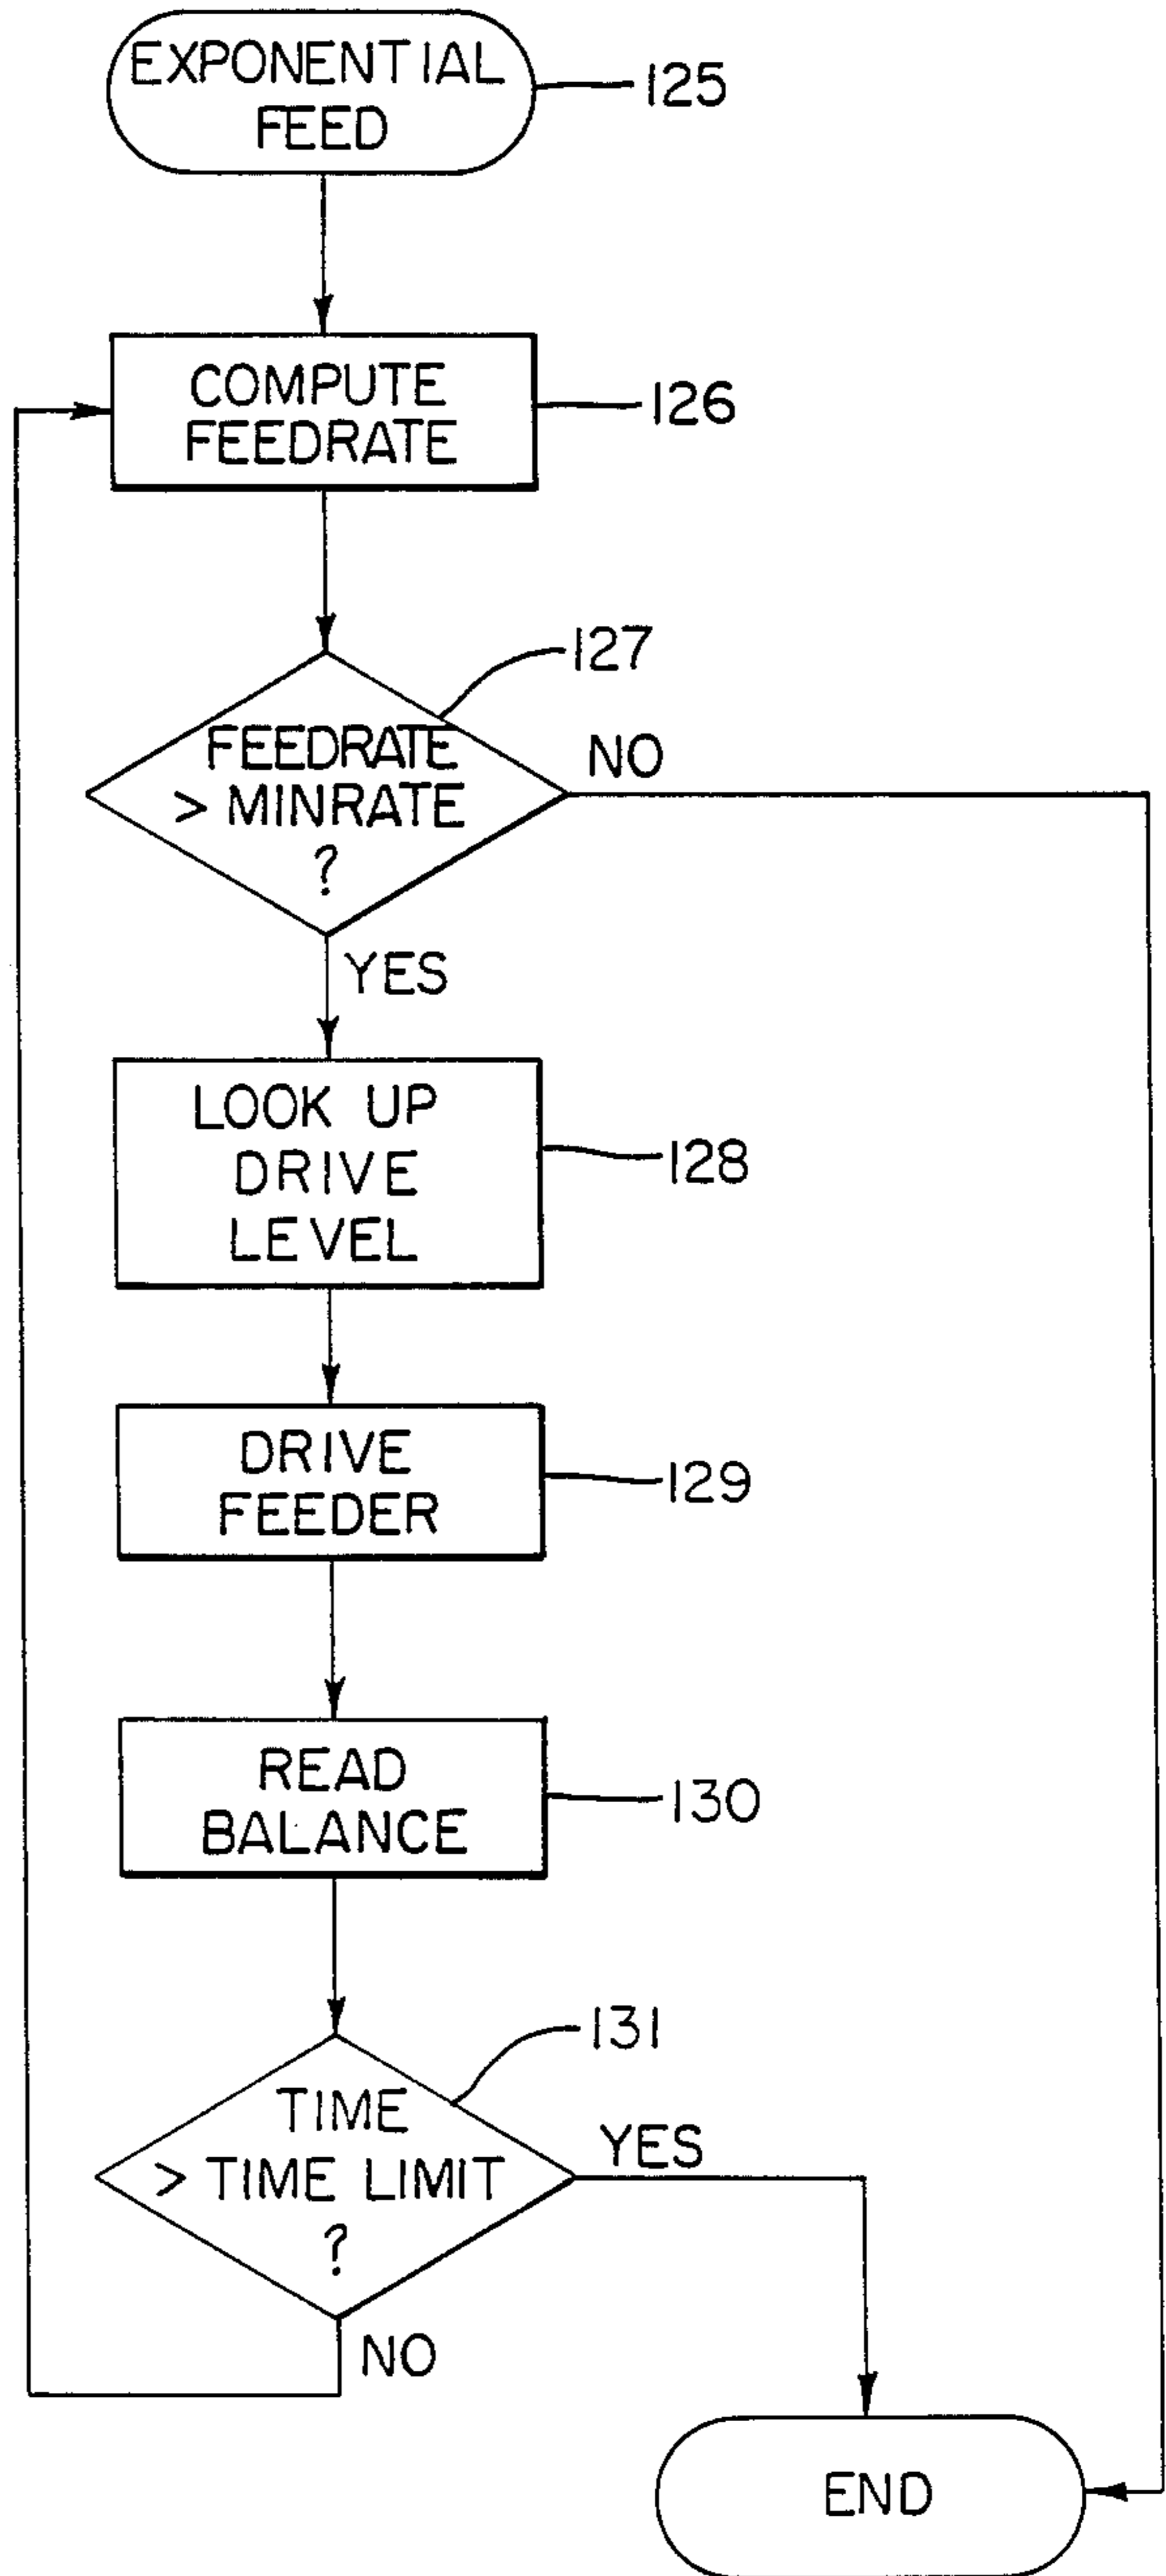 EXPONENTIAL
FEED
125
COMPUTE
FEEDRATE
126
127
FEEDRATE
> MINRATE
?
NO
YES
LOOK UP
DRIVE
LEVEL
128
DRIVE
FEEDER
129
READ
BALANCE
130
131
TIME
> TIME LIMIT
?
YES
NO
END